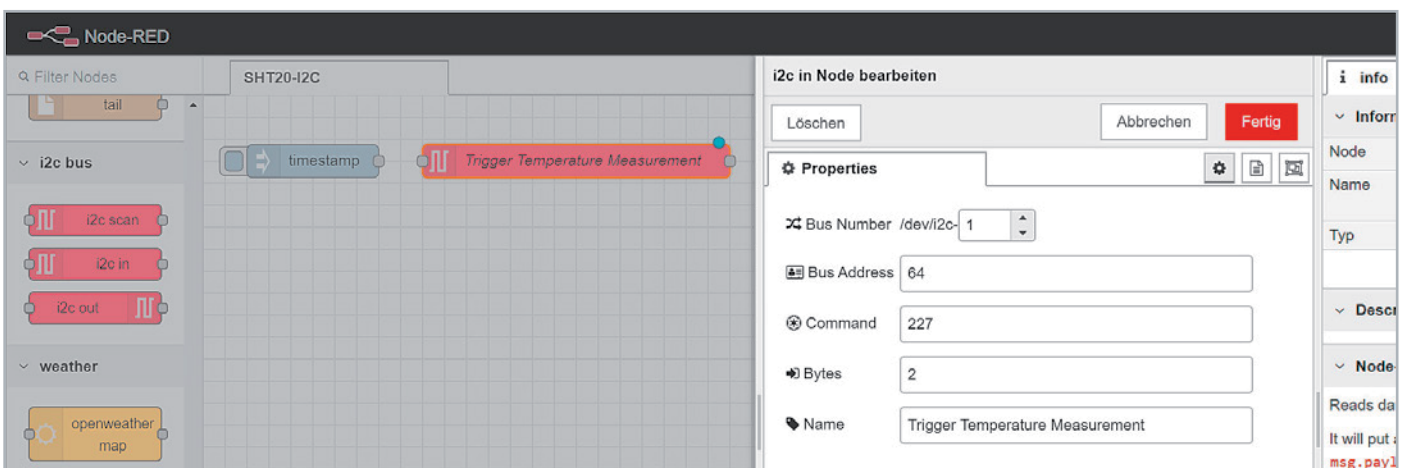 Node-RED
Filter Nodes
tail
i2c bus
i2c scan
i2c in
i2c out
weather
openweather
map
SHT20-I2C
timestamp
Trigger Temperature Measurement
i2c in Node bearbeiten
Löschen
Abbrechen
Fertig
Properties
Bus Number /dev/i2c- 1
Bus Address 64
Command 227
Bytes 2
Name Trigger Temperature Measurement
i info
Inforr
Node
Name
Typ
Descr
Node-
Reads da
It will put a
msg.payl